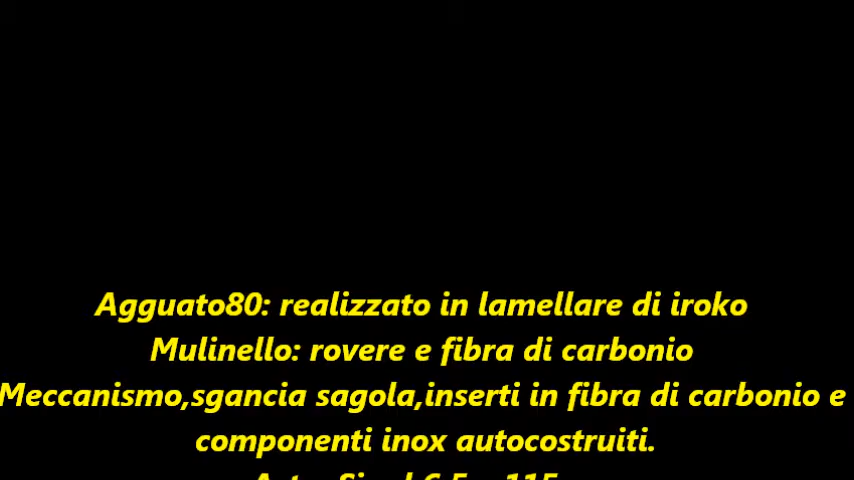 Agguato80: realizzato in lamellare di iroko
Mulinello: rovere e fibra di carbonio
Meccanismo,sgancia sagola,inserti in fibra di carbonio e
componenti inox autocostruiti.